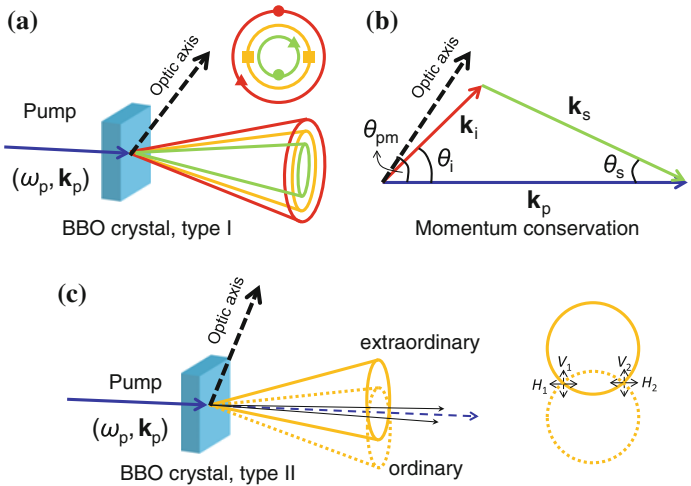 (a)
Optic axis
Pump
(ωp, kp)
BBO crystal, type I
(b)
Optic axis
θpm
ki
θi
ks
θs
kp
Momentum conservation
(c)
Optic axis
Pump
(ωp, kp)
BBO crystal, type II
extraordinary
ordinary
V1
V2
H1
H2